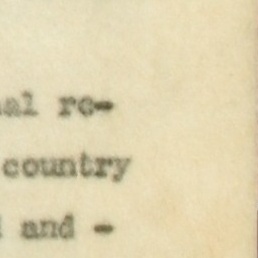 al re-
country
and -